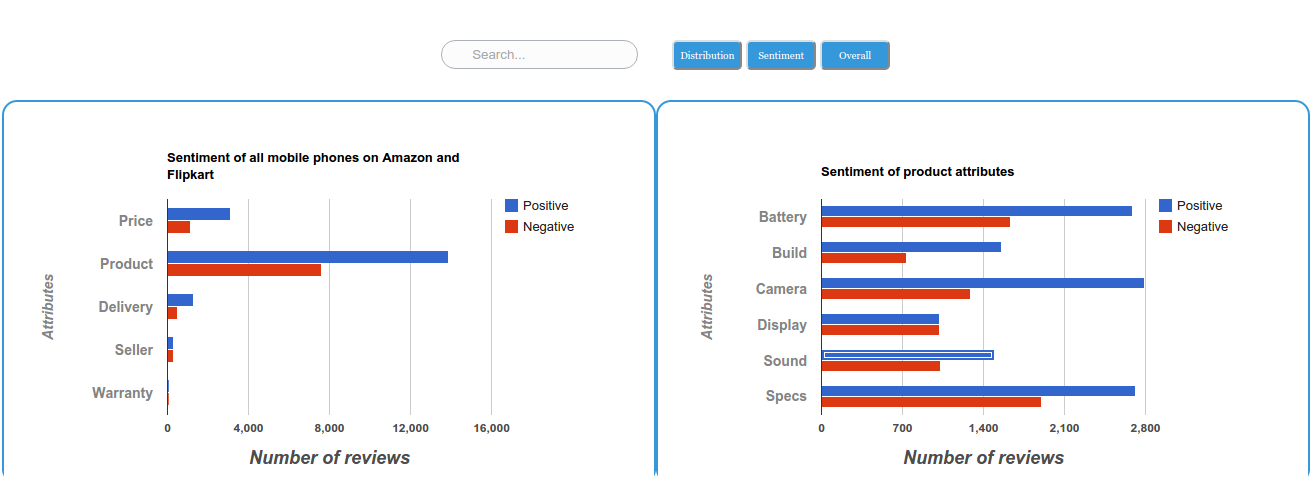 Search...
Distribution
Sentiment
Overall
Sentiment of all mobile phones on Amazon and
Flipkart
Positive
Negative
Attributes
Price
Product
Delivery
Seller
Warranty
0 4,000 8,000 12,000 16,000
Number of reviews
Sentiment of product attributes
Positive
Negative
Attributes
Battery
Build
Camera
Display
Sound
Specs
0 700 1,400 2,100 2,800
Number of reviews